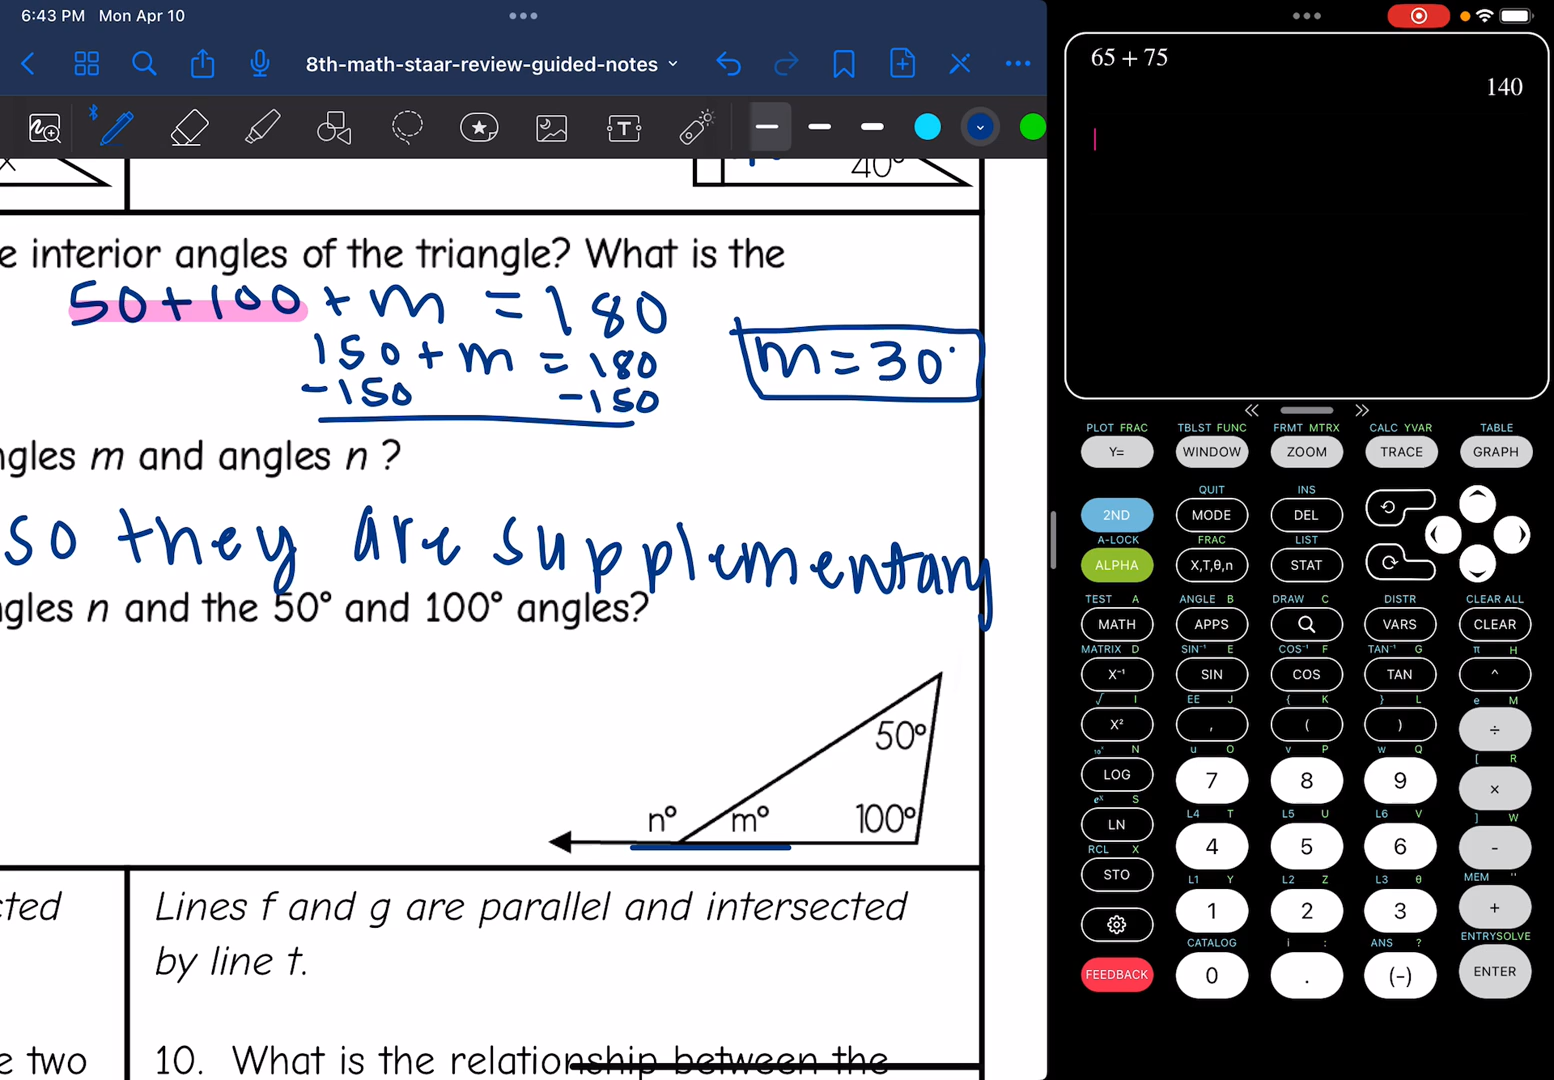 6:43 PM Mon Apr 10
8th-math-staar-review-guided-notes
T
x
40°
e interior angles of the triangle? What is the
50+100 + m = 180
150 + m = 180
-150 -150
m = 30°
ngles m and angles n ?
so they are supplementary
ngles n and the 50° and 100° angles?
50°
n° m° 100°
cted
Lines f and g are parallel and intersected
by line t.
e two
10. What is the relationship between the
65 + 75
140
PLOT FRAC TBLST FUNC FRMT MTRX CALC YVAR TABLE
Y= WINDOW ZOOM TRACE GRAPH
QUIT INS
2ND MODE DEL
A-LOCK FRAC LIST
ALPHA X,T,θ,n STAT
TEST A ANGLE B DRAW C DISTR CLEAR ALL
MATH APPS VARS CLEAR
MATRIX D SIN⁻¹ E COS⁻¹ F TAN⁻¹ G π H
X⁻¹ SIN COS TAN ^
√ I EE J { K } L e M
X² , ( ) ÷
10ˣ N u O v P w Q [ R
LOG 7 8 9 ×
eˣ S L4 T L5 U L6 V ] W
LN 4 5 6 -
RCL X L1 Y L2 Z L3 θ MEM "
STO 1 2 3 +
CATALOG i : ANS ? ENTRY SOLVE
FEEDBACK 0 . (-) ENTER